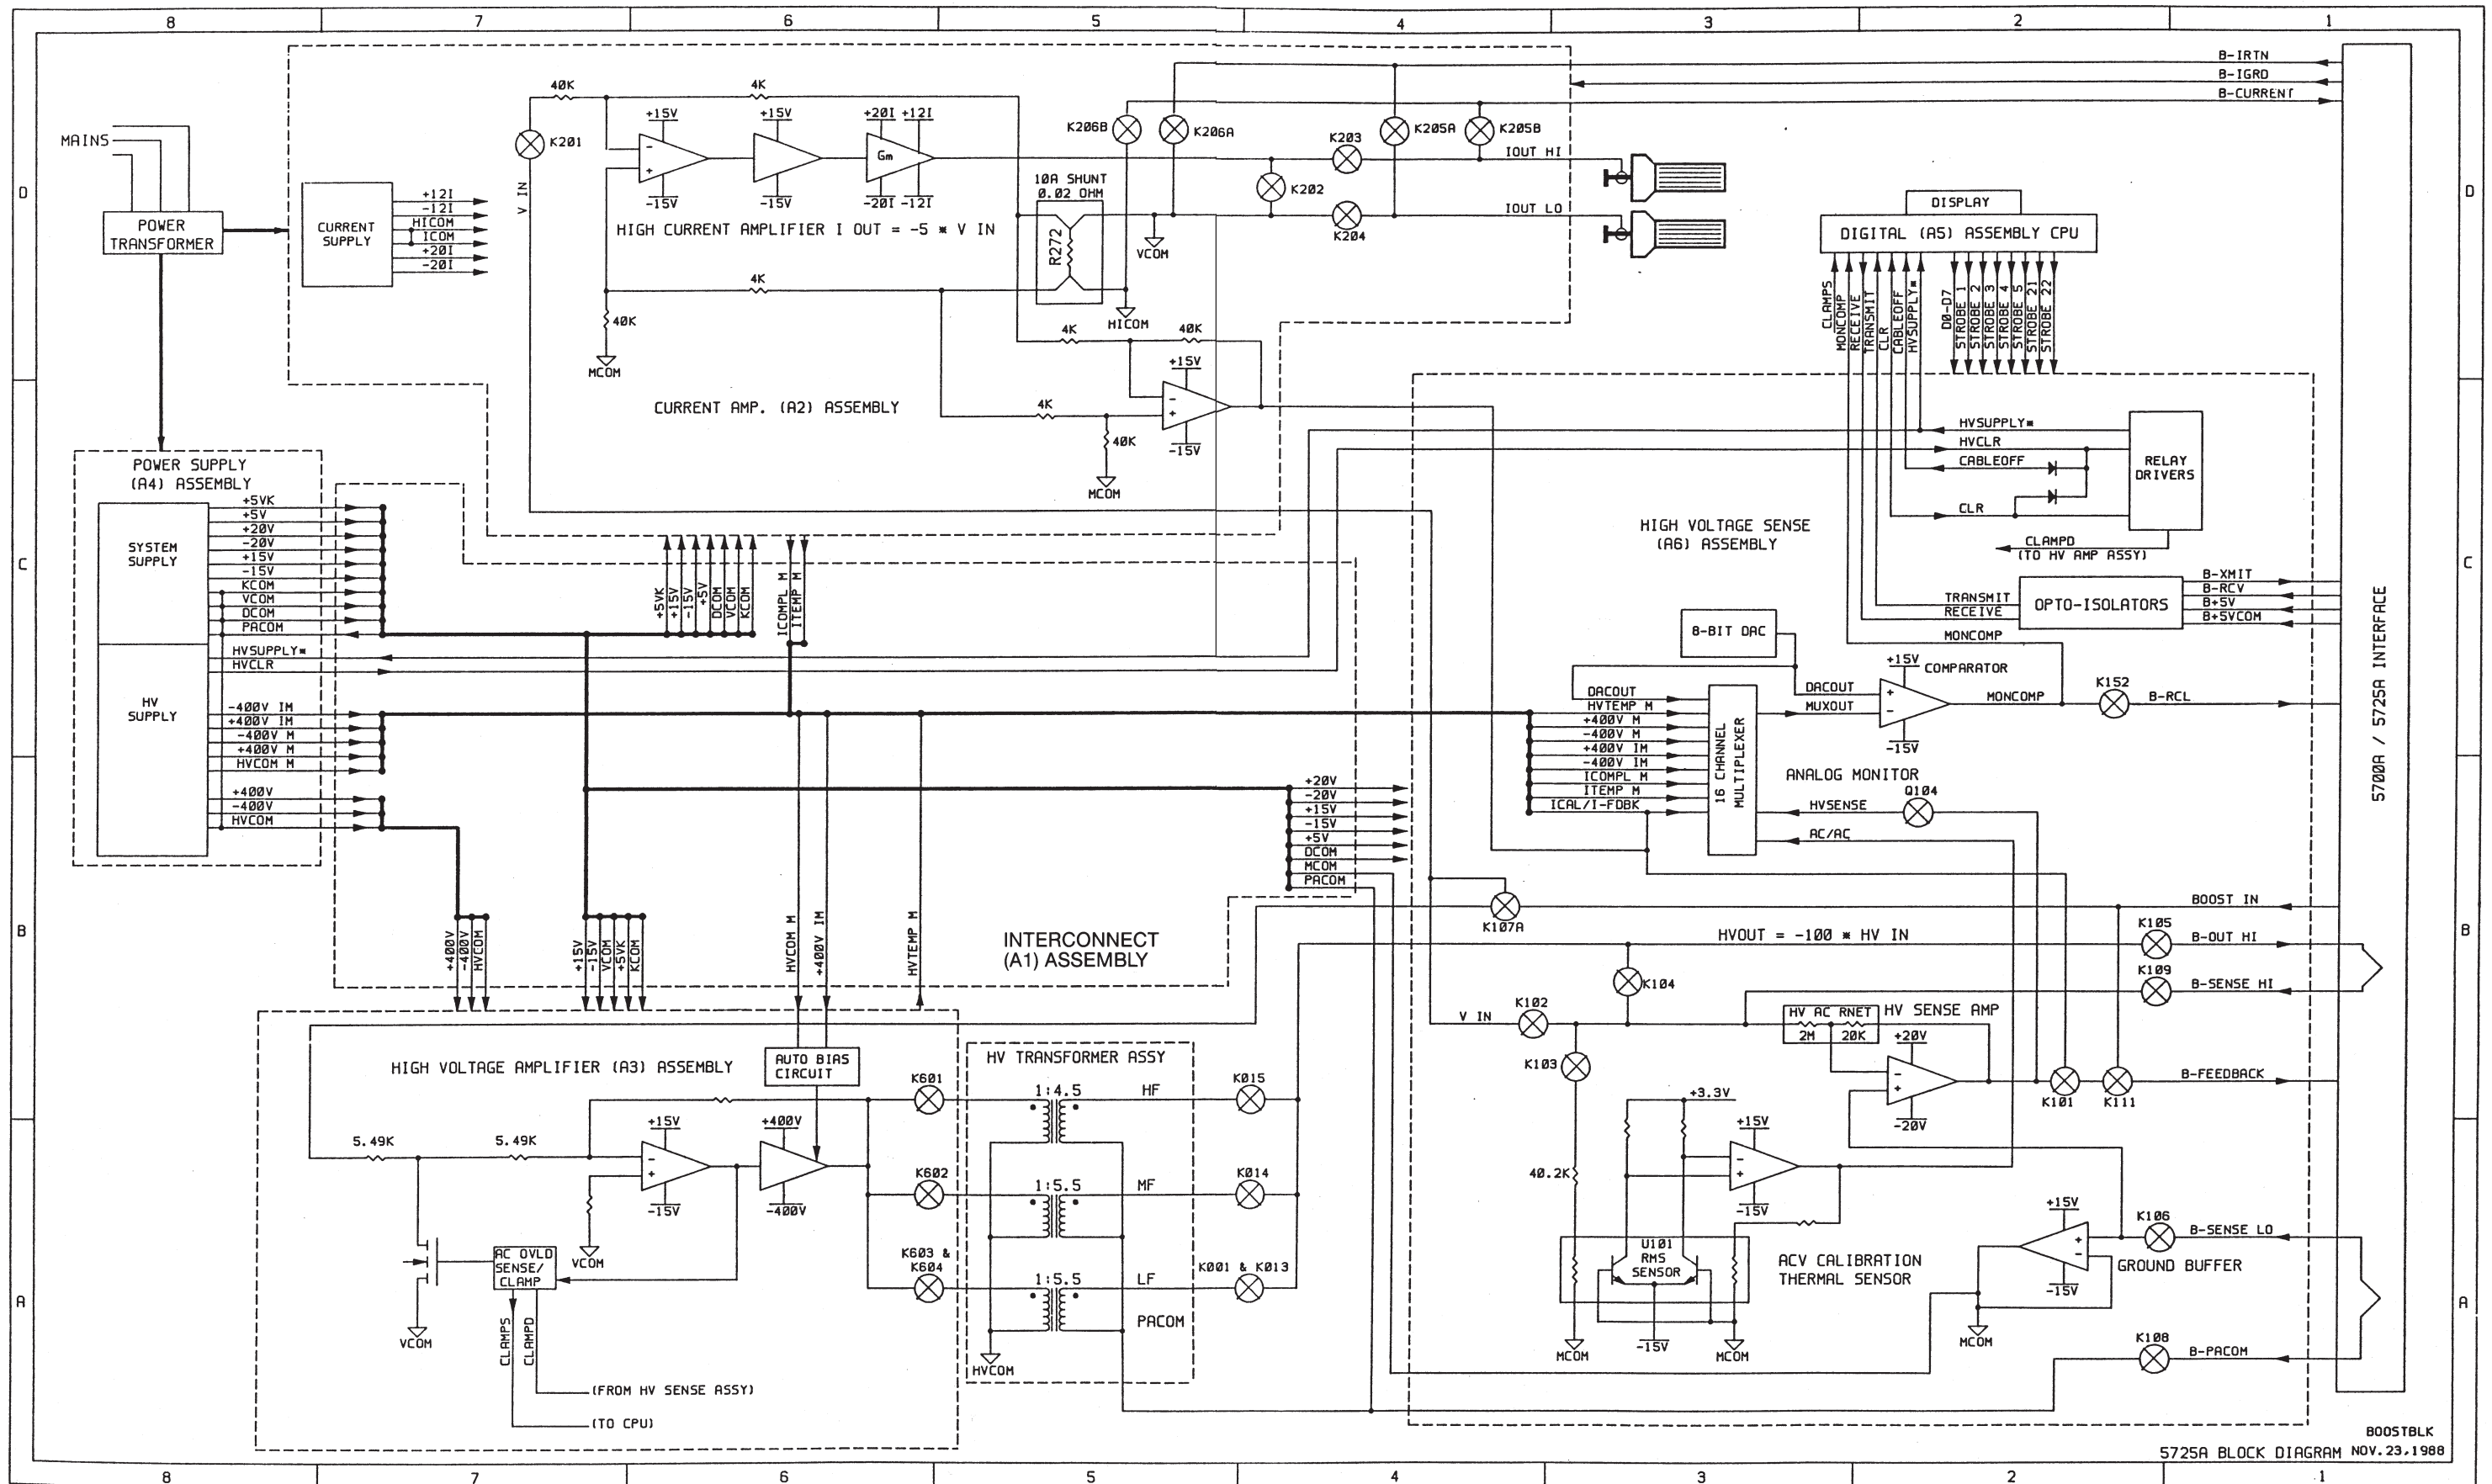 8 7 6 5 4 3 2 1
D
C
B
A
MAINS
POWER
TRANSFORMER
CURRENT
SUPPLY
+12I
-12I
HICOM
ICOM
+20I
-20I
V IN
K201
40K
4K
+15V
-15V
+15V
-15V
+20I +12I
Gm
-20I -12I
HIGH CURRENT AMPLIFIER I OUT = -5 * V IN
4K
40K
MCOM
10A SHUNT
0.02 OHM
R272
K206B
K206A
VCOM
HICOM
K202
K203
K204
K205A
K205B
IOUT HI
IOUT LO
4K
40K
+15V
-15V
4K
40K
MCOM
CURRENT AMP. (A2) ASSEMBLY
B-IRTN
B-IGRD
B-CURRENT
DISPLAY
DIGITAL (A5) ASSEMBLY CPU
CLAMPS
MONCOMP
RECEIVE
TRANSMIT
CLR
CABLEOFF
HVSUPPLY*
D0-D7
STROBE 1
STROBE 2
STROBE 3
STROBE 4
STROBE 5
STROBE 21
STROBE 22
POWER SUPPLY
(A4) ASSEMBLY
SYSTEM
SUPPLY
+5VK
+5V
+20V
-20V
+15V
-15V
KCOM
VCOM
DCOM
PACOM
HVSUPPLY*
HVCLR
HV
SUPPLY
-400V IM
+400V IM
-400V M
+400V M
HVCOM M
+400V
-400V
HVCOM
+5VK
+15V
-15V
+5V
DCOM
VCOM
KCOM
ICOMPL M
ITEMP M
HIGH VOLTAGE SENSE
(A6) ASSEMBLY
HVSUPPLY*
HVCLR
CABLEOFF
CLR
RELAY
DRIVERS
CLAMPD
(TO HV AMP ASSY)
TRANSMIT
RECEIVE
OPTO-ISOLATORS
B-XMIT
B-RCV
B+5V
B+5VCOM
MONCOMP
8-BIT DAC
DACOUT
HVTEMP M
+400V M
-400V M
+400V IM
-400V IM
ICOMPL M
ITEMP M
ICAL/I-FDBK
16 CHANNEL
MULTIPLEXER
DACOUT
MUXOUT
+15V
COMPARATOR
-15V
MONCOMP
K152
B-RCL
ANALOG MONITOR
HVSENSE
Q104
AC/AC
5700A / 5725A INTERFACE
+20V
-20V
+15V
-15V
+5V
DCOM
MCOM
PACOM
+400V
-400V
HVCOM
+15V
-15V
VCOM
+5VK
KCOM
HVCOM M
+400V IM
HVTEMP M
INTERCONNECT
(A1) ASSEMBLY
K107A
BOOST IN
HVOUT = -100 * HV IN
K105
B-OUT HI
K104
K109
B-SENSE HI
V IN
K102
K103
HV AC RNET
2M 20K
HV SENSE AMP
+20V
-20V
K101
K111
B-FEEDBACK
HIGH VOLTAGE AMPLIFIER (A3) ASSEMBLY
AUTO BIAS
CIRCUIT
5.49K
5.49K
+15V
-15V
+400V
-400V
VCOM
AC OVLD
SENSE/
CLAMP
VCOM
CLAMPS
CLAMPD
(FROM HV SENSE ASSY)
(TO CPU)
K601
K602
K603 &
K604
HV TRANSFORMER ASSY
1:4.5
HF
1:5.5
MF
1:5.5
LF
PACOM
HVCOM
K015
K014
K001 & K013
40.2K
+3.3V
+15V
-15V
U101
RMS
SENSOR
-15V
MCOM
MCOM
ACV CALIBRATION
THERMAL SENSOR
+15V
-15V
GROUND BUFFER
MCOM
K106
B-SENSE LO
K108
B-PACOM
BOOSTBLK
5725A BLOCK DIAGRAM NOV.23,1988
D
C
B
A
8 7 6 5 4 3 2 1